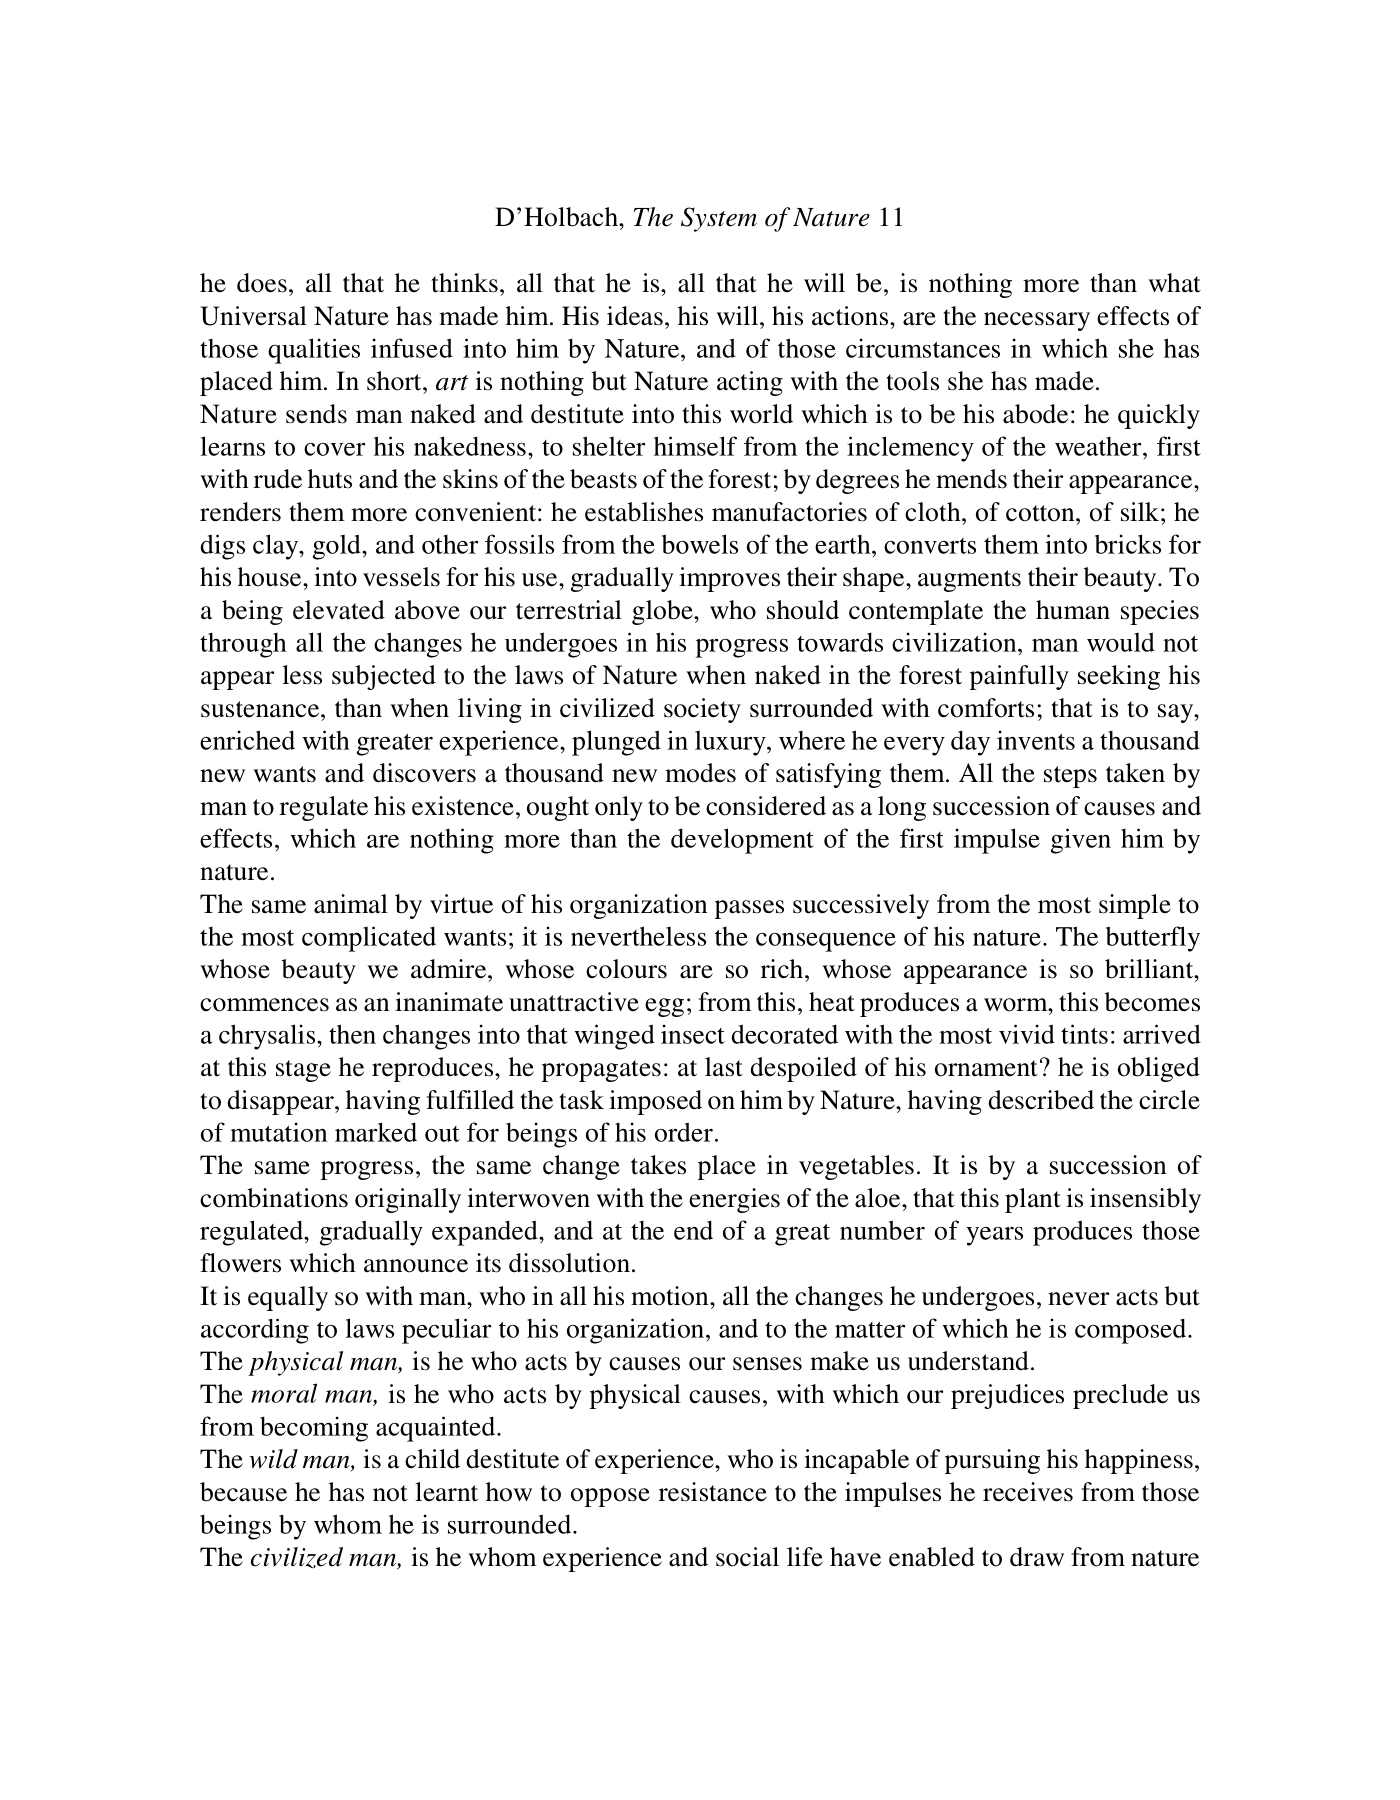 D’Holbach, The System of Nature 11
he does, all that he thinks, all that he is, all that he will be, is nothing more than what
Universal Nature has made him. His ideas, his will, his actions, are the necessary effects of
those qualities infused into him by Nature, and of those circumstances in which she has
placed him. In short, art is nothing but Nature acting with the tools she has made.
Nature sends man naked and destitute into this world which is to be his abode: he quickly
learns to cover his nakedness, to shelter himself from the inclemency of the weather, first
with rude huts and the skins of the beasts of the forest; by degrees he mends their appearance,
renders them more convenient: he establishes manufactories of cloth, of cotton, of silk; he
digs clay, gold, and other fossils from the bowels of the earth, converts them into bricks for
his house, into vessels for his use, gradually improves their shape, augments their beauty. To
a being elevated above our terrestrial globe, who should contemplate the human species
through all the changes he undergoes in his progress towards civilization, man would not
appear less subjected to the laws of Nature when naked in the forest painfully seeking his
sustenance, than when living in civilized society surrounded with comforts; that is to say,
enriched with greater experience, plunged in luxury, where he every day invents a thousand
new wants and discovers a thousand new modes of satisfying them. All the steps taken by
man to regulate his existence, ought only to be considered as a long succession of causes and
effects, which are nothing more than the development of the first impulse given him by
nature.
The same animal by virtue of his organization passes successively from the most simple to
the most complicated wants; it is nevertheless the consequence of his nature. The butterfly
whose beauty we admire, whose colours are so rich, whose appearance is so brilliant,
commences as an inanimate unattractive egg; from this, heat produces a worm, this becomes
a chrysalis, then changes into that winged insect decorated with the most vivid tints: arrived
at this stage he reproduces, he propagates: at last despoiled of his ornament? he is obliged
to disappear, having fulfilled the task imposed on him by Nature, having described the circle
of mutation marked out for beings of his order.
The same progress, the same change takes place in vegetables. It is by a succession of
combinations originally interwoven with the energies of the aloe, that this plant is insensibly
regulated, gradually expanded, and at the end of a great number of years produces those
flowers which announce its dissolution.
It is equally so with man, who in all his motion, all the changes he undergoes, never acts but
according to laws peculiar to his organization, and to the matter of which he is composed.
The physical man, is he who acts by causes our senses make us understand.
The moral man, is he who acts by physical causes, with which our prejudices preclude us
from becoming acquainted.
The wild man, is a child destitute of experience, who is incapable of pursuing his happiness,
because he has not learnt how to oppose resistance to the impulses he receives from those
beings by whom he is surrounded.
The civilized man, is he whom experience and social life have enabled to draw from nature